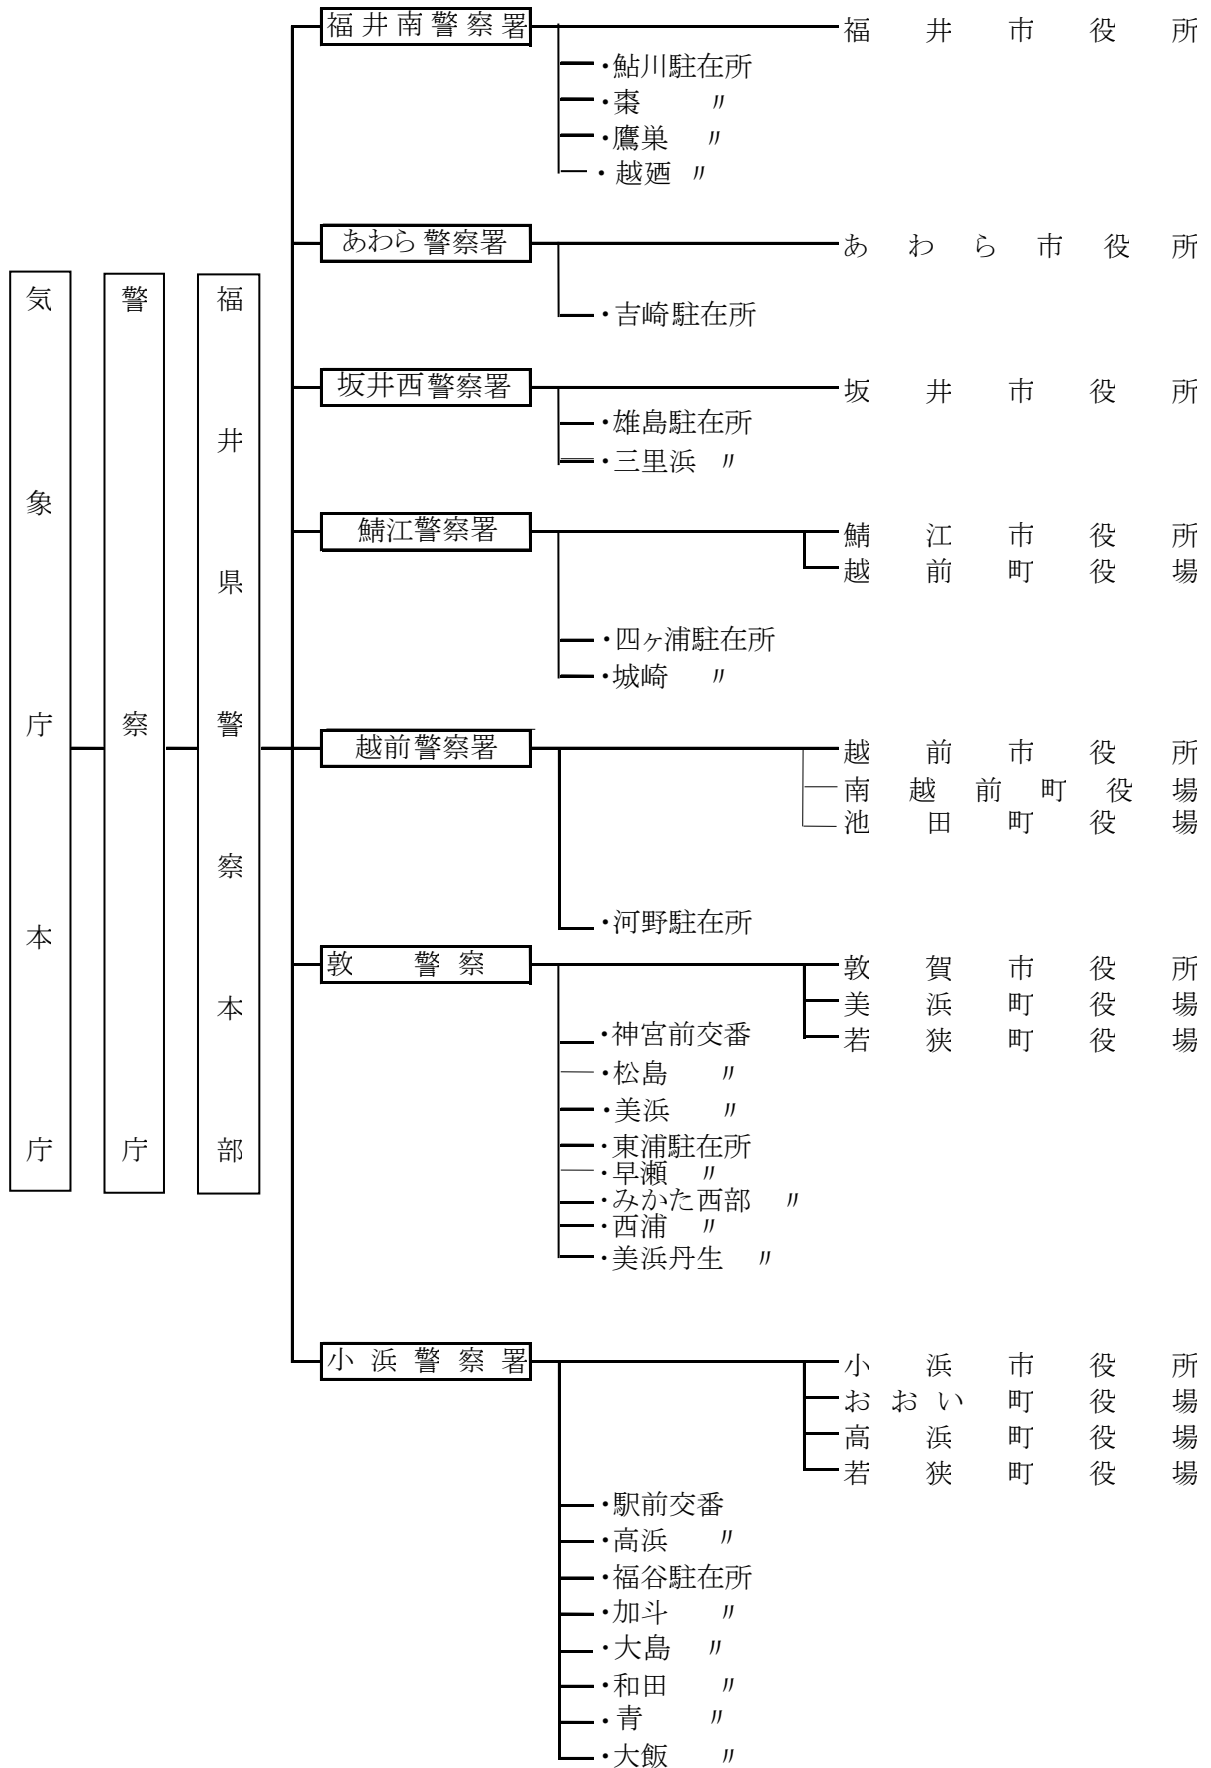 気象庁本庁
警察庁
福井県警察本部
福井南警察署 福井市役所
・鮎川駐在所
・棗 〃
・鷹巣 〃
・越廼 〃
あわら警察署 あわら市役所
・吉崎駐在所
坂井西警察署 坂井市役所
・雄島駐在所
・三里浜 〃
鯖江警察署 鯖江市役所
越前町役場
・四ヶ浦駐在所
・城崎 〃
越前警察署 越前市役所
南越前町役場
池田町役場
・河野駐在所
敦 警察 敦賀市役所
美浜町役場
若狭町役場
・神宮前交番
・松島 〃
・美浜 〃
・東浦駐在所
・早瀬 〃
・みかた西部 〃
・西浦 〃
・美浜丹生 〃
小浜警察署 小浜市役所
おおい町役場
高浜町役場
若狭町役場
・駅前交番
・高浜 〃
・福谷駐在所
・加斗 〃
・大島 〃
・和田 〃
・青 〃
・大飯 〃